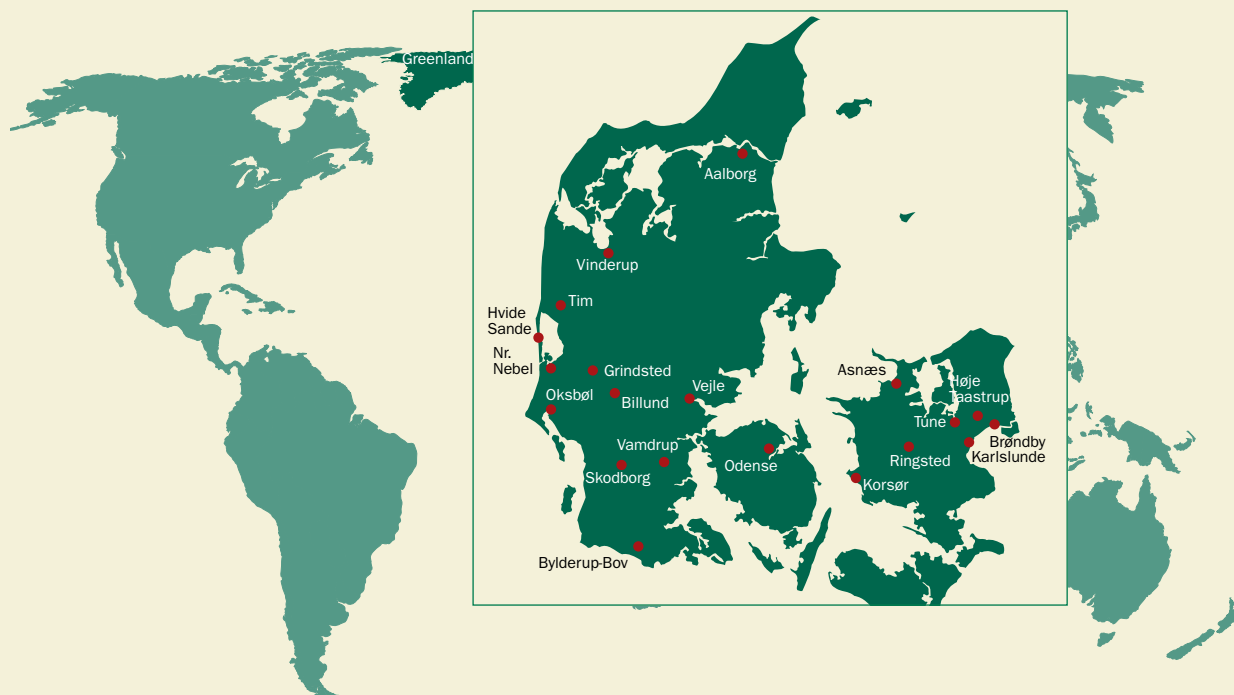 Greenland
Aalborg
Vinderup
Tim
Hvide
Sande
Nr.
Nebel
Grindsted
Asnæs
Høje
Taastrup
Vejle
Oksbøl
Billund
Tune
Brøndby
Vamdrup
Karlslunde
Ringsted
Odense
Skodborg
Korsør
Bylderup-Bov